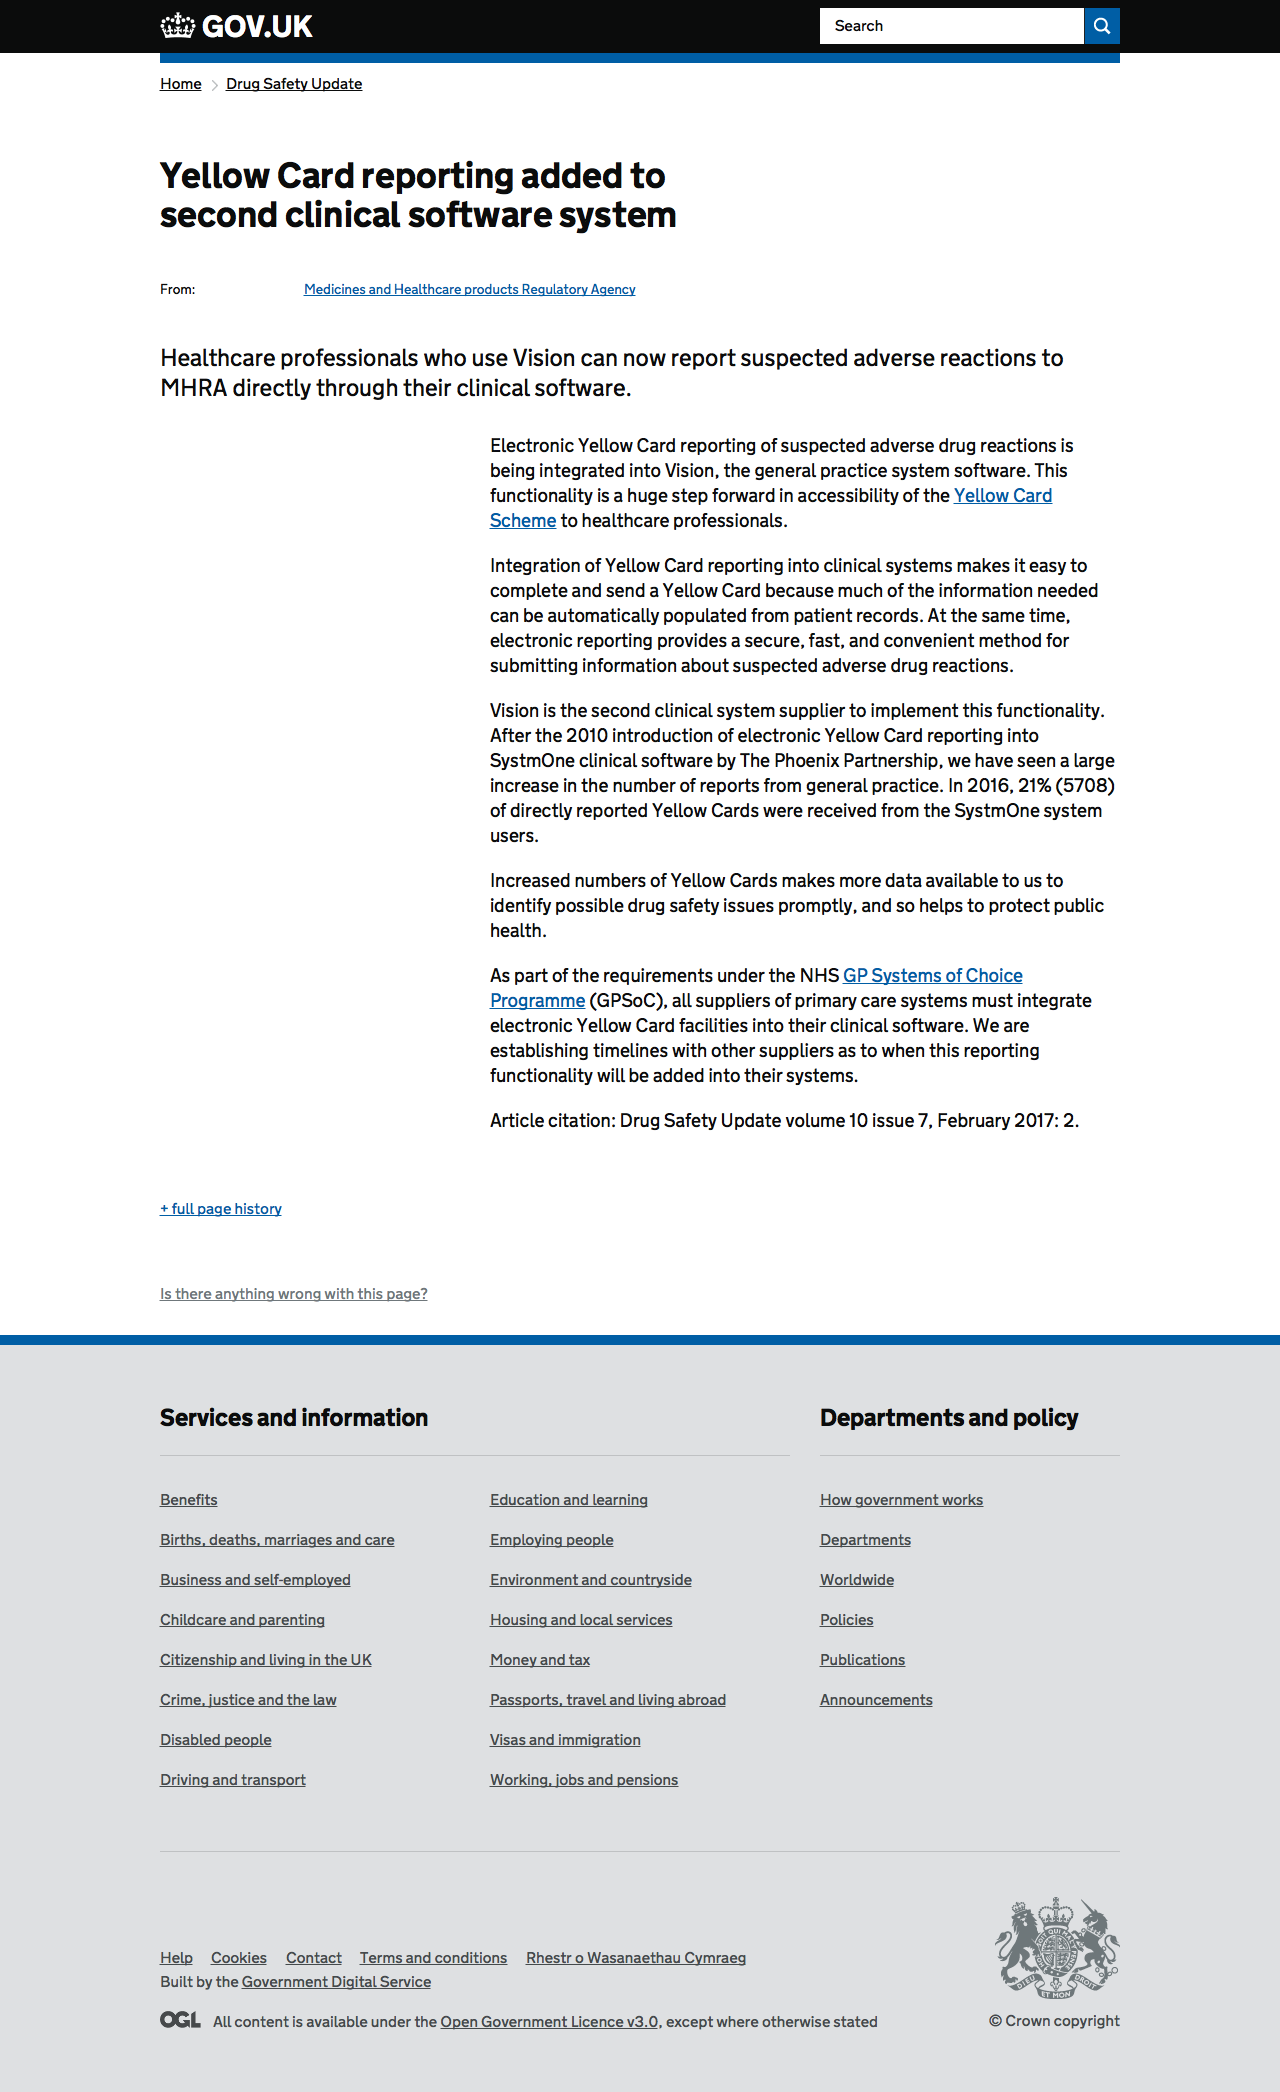 GOV.UK
Search
Home
Drug Safety Update
Yellow Card reporting added to
second clinical software system
From:
Medicines and Healthcare products Regulatory Agency
Healthcare professionals who use Vision can now report suspected adverse reactions to
MHRA directly through their clinical software.
Electronic Yellow Card reporting of suspected adverse drug reactions is
being integrated into Vision, the general practice system software. This
functionality is a huge step forward in accessibility of the Yellow Card
Scheme to healthcare professionals.
Integration of Yellow Card reporting into clinical systems makes it easy to
complete and send a Yellow Card because much of the information needed
can be automatically populated from patient records. At the same time,
electronic reporting provides a secure, fast, and convenient method for
submitting information about suspected adverse drug reactions.
Vision is the second clinical system supplier to implement this functionality.
After the 2010 introduction of electronic Yellow Card reporting into
SystmOne clinical software by The Phoenix Partnership, we have seen a large
increase in the number of reports from general practice. In 2016, 21% (5708)
of directly reported Yellow Cards were received from the SystmOne system
users.
Increased numbers of Yellow Cards makes more data available to us to
identify possible drug safety issues promptly, and so helps to protect public
health.
As part of the requirements under the NHS GP Systems of Choice
Programme (GPSoC), all suppliers of primary care systems must integrate
electronic Yellow Card facilities into their clinical software. We are
establishing timelines with other suppliers as to when this reporting
functionality will be added into their systems.
Article citation: Drug Safety Update volume 10 issue 7, February 2017: 2.
+ full page history
Is there anything wrong with this page?
Services and information
Benefits
Births, deaths, marriages and care
Business and self-employed
Childcare and parenting
Citizenship and living in the UK
Crime, justice and the law
Disabled people
Driving and transport
Education and learning
Employing people
Environment and countryside
Housing and local services
Money and tax
Passports, travel and living abroad
Visas and immigration
Working, jobs and pensions
Departments and policy
How government works
Departments
Worldwide
Policies
Publications
Announcements
Help Cookies Contact Terms and conditions Rhestr o Wasanaethau Cymraeg
Built by the Government Digital Service
OGL All content is available under the Open Government Licence v3.0, except where otherwise stated
DIEU ET MON DROIT
© Crown copyright